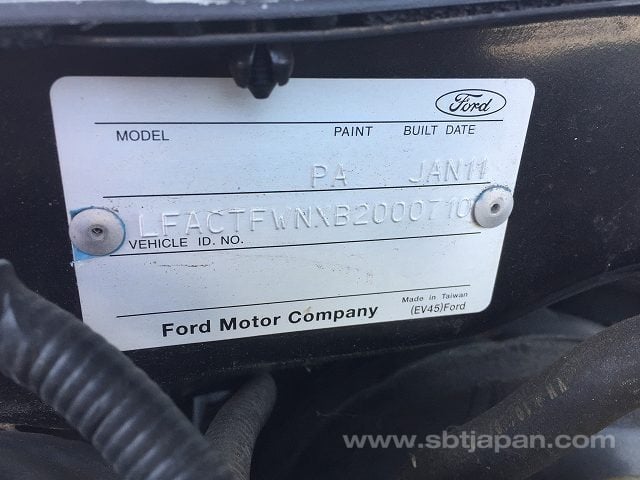 Ford
MODEL PAINT BUILT DATE
PA JAN11
LFACTFWNXB2000710
VEHICLE ID. NO.
Made in Taiwan
Ford Motor Company (EV45)Ford
www.sbtjapan.com